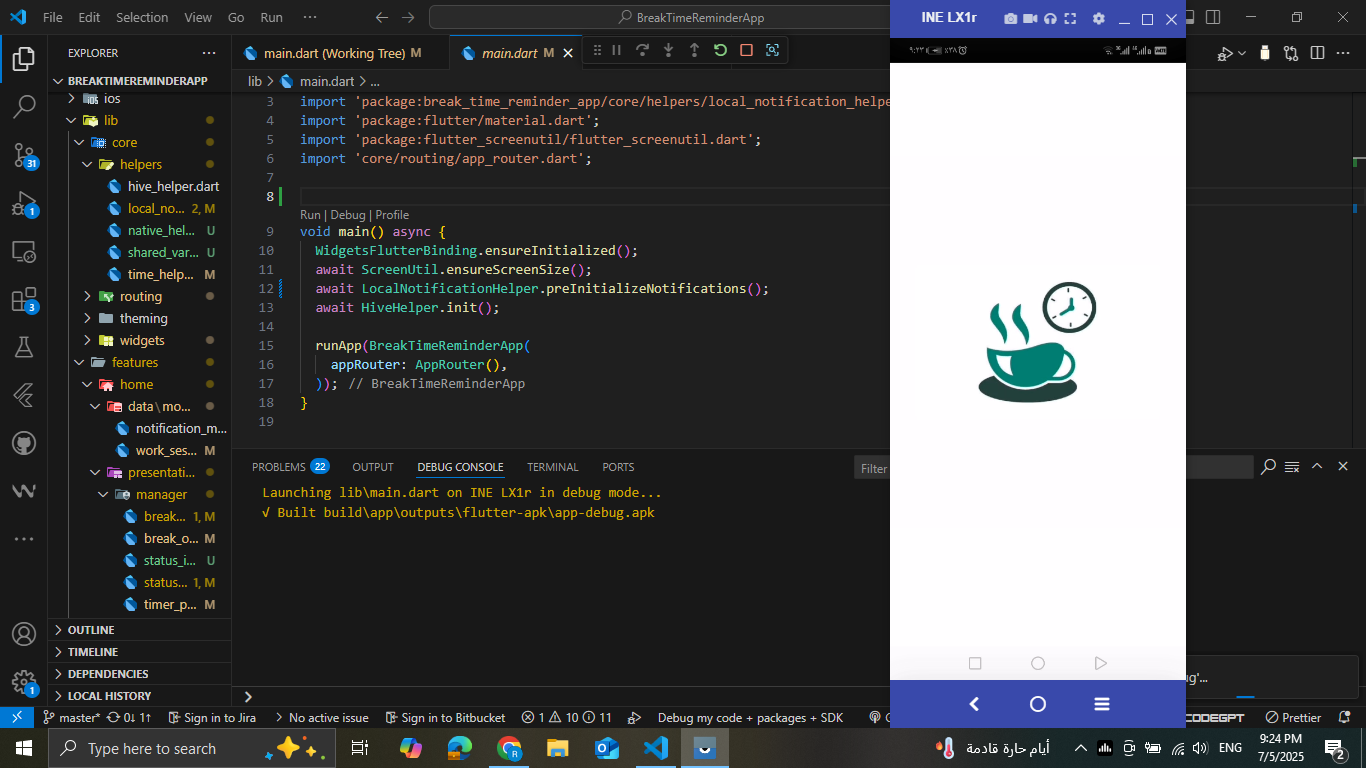 File Edit Selection View Go Run ···
BreakTimeReminderApp
INE LX1r
EXPLORER
BREAKTIMEREMINDERAPP
ios
lib
core
helpers
hive_helper.dart
local_no... 2, M
native_hel... U
shared_var... U
time_help... M
routing
theming
widgets
features
home
data\mo...
notification_m...
work_ses... M
presentati...
manager
break... 1, M
break_o... M
status_i... U
status... 1, M
timer_p... M
OUTLINE
TIMELINE
DEPENDENCIES
LOCAL HISTORY
31
1
3
1
main.dart (Working Tree) M
main.dart M
lib > main.dart > ...
3 import 'package:break_time_reminder_app/core/helpers/local_notification_helpe
4 import 'package:flutter/material.dart';
5 import 'package:flutter_screenutil/flutter_screenutil.dart';
6 import 'core/routing/app_router.dart';
7
8
Run | Debug | Profile
9 void main() async {
10 WidgetsFlutterBinding.ensureInitialized();
11 await ScreenUtil.ensureScreenSize();
12 await LocalNotificationHelper.preInitializeNotifications();
13 await HiveHelper.init();
14
15 runApp(BreakTimeReminderApp(
16 appRouter: AppRouter(),
17 )); // BreakTimeReminderApp
18 }
19
PROBLEMS 22 OUTPUT DEBUG CONSOLE TERMINAL PORTS
Filter
Launching lib\main.dart on INE LX1r in debug mode...
√ Built build\app\outputs\flutter-apk\app-debug.apk
ug'...
master* 0↓ 1↑ Sign in to Jira No active issue Sign in to Bitbucket 1 10 11 Debug my code + packages + SDK
CODEGPT Prettier
Type here to search
أيام حارة قادمة
ENG
9:24 PM
7/5/2025
2